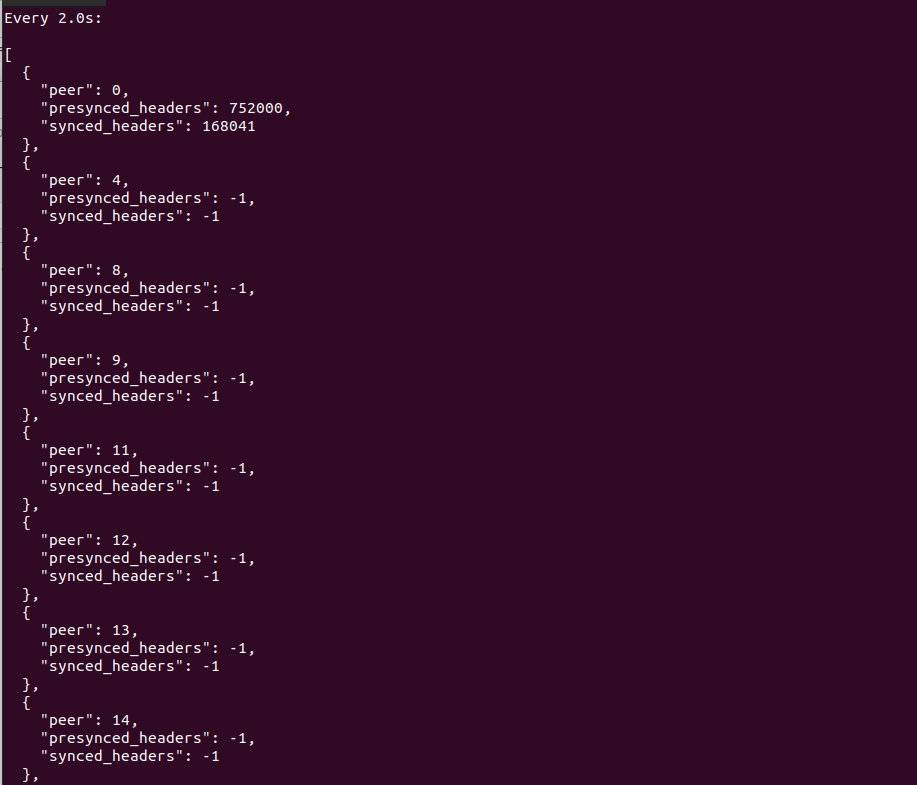 Every 2.0s:
[
  {
    "peer": 0,
    "presynced_headers": 752000,
    "synced_headers": 168041
  },
  {
    "peer": 4,
    "presynced_headers": -1,
    "synced_headers": -1
  },
  {
    "peer": 8,
    "presynced_headers": -1,
    "synced_headers": -1
  },
  {
    "peer": 9,
    "presynced_headers": -1,
    "synced_headers": -1
  },
  {
    "peer": 11,
    "presynced_headers": -1,
    "synced_headers": -1
  },
  {
    "peer": 12,
    "presynced_headers": -1,
    "synced_headers": -1
  },
  {
    "peer": 13,
    "presynced_headers": -1,
    "synced_headers": -1
  },
  {
    "peer": 14,
    "presynced_headers": -1,
    "synced_headers": -1
  },